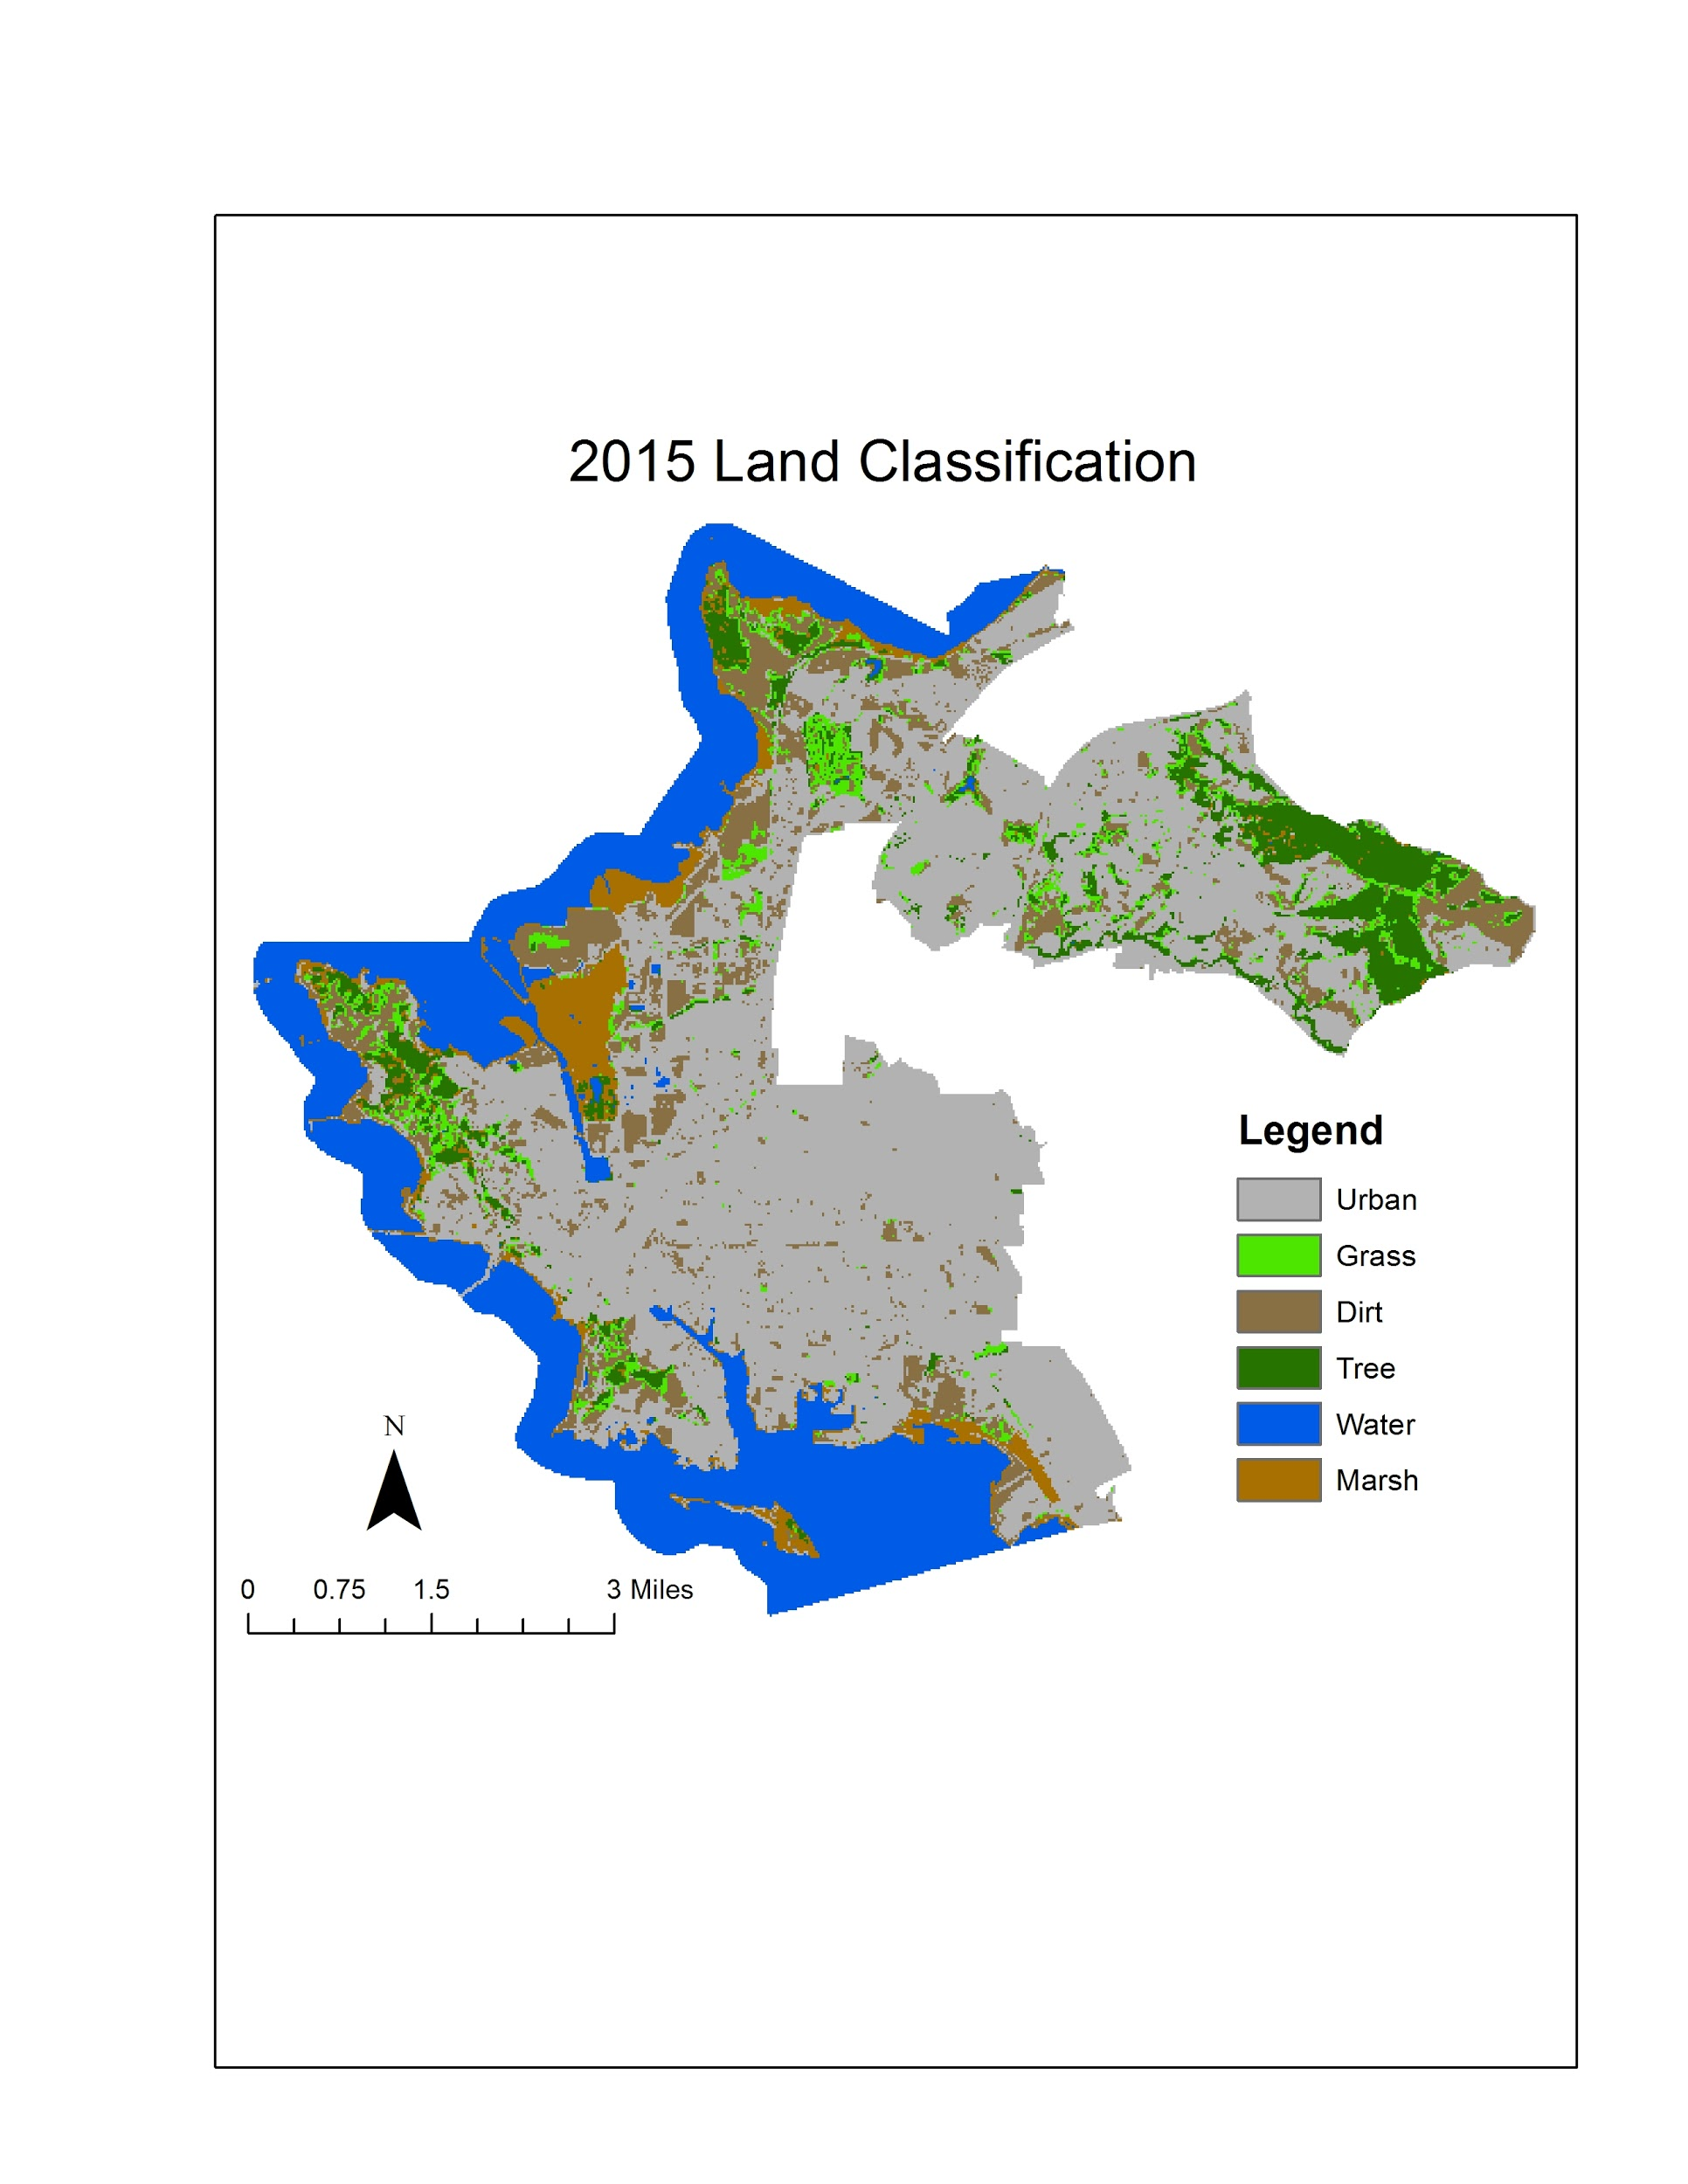 2015 Land Classification
Legend
Urban
Grass
Dirt
Tree
Water
Marsh
N
0 0.75 1.5 3 Miles